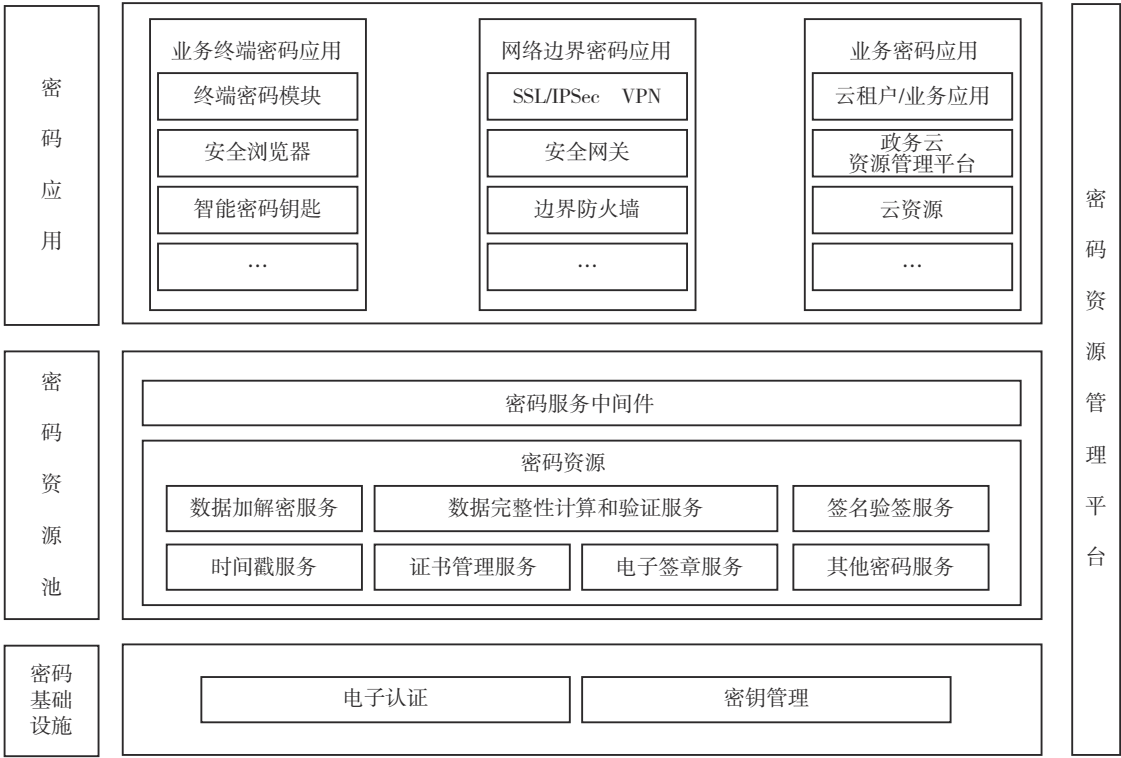 密码应用
业务终端密码应用
终端密码模块
安全浏览器
智能密码钥匙
…
网络边界密码应用
SSL/IPSec VPN
安全网关
边界防火墙
…
业务密码应用
云租户/业务应用
政务云
资源管理平台
云资源
…
密码资源池
密码服务中间件
密码资源
数据加解密服务
数据完整性计算和验证服务
签名验签服务
时间戳服务
证书管理服务
电子签章服务
其他密码服务
密码
基础
设施
电子认证
密钥管理
密码资源管理平台